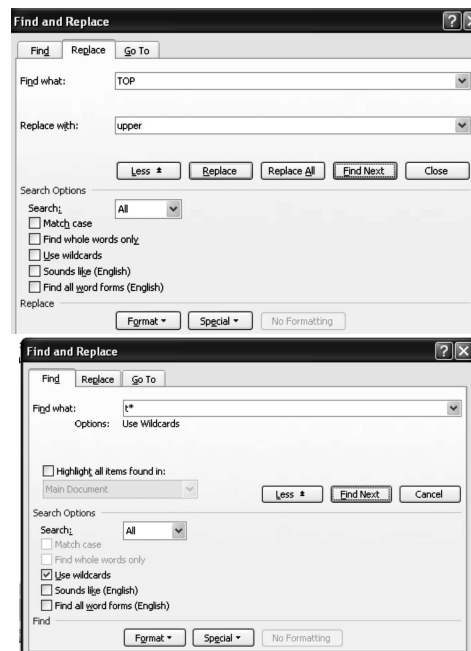 Find and Replace
Find Replace Go To
Find what: TOP
Replace with: upper
Less Replace Replace All Find Next Close
Search Options
Search: All
Match case
Find whole words only
Use wildcards
Sounds like (English)
Find all word forms (English)
Replace
Format Special No Formatting
Find and Replace
Find Replace Go To
Find what: t*
Options: Use Wildcards
Highlight all items found in:
Main Document Less Find Next Cancel
Search Options
Search: All
Match case
Find whole words only
Use wildcards
Sounds like (English)
Find all word forms (English)
Find
Format Special No Formatting